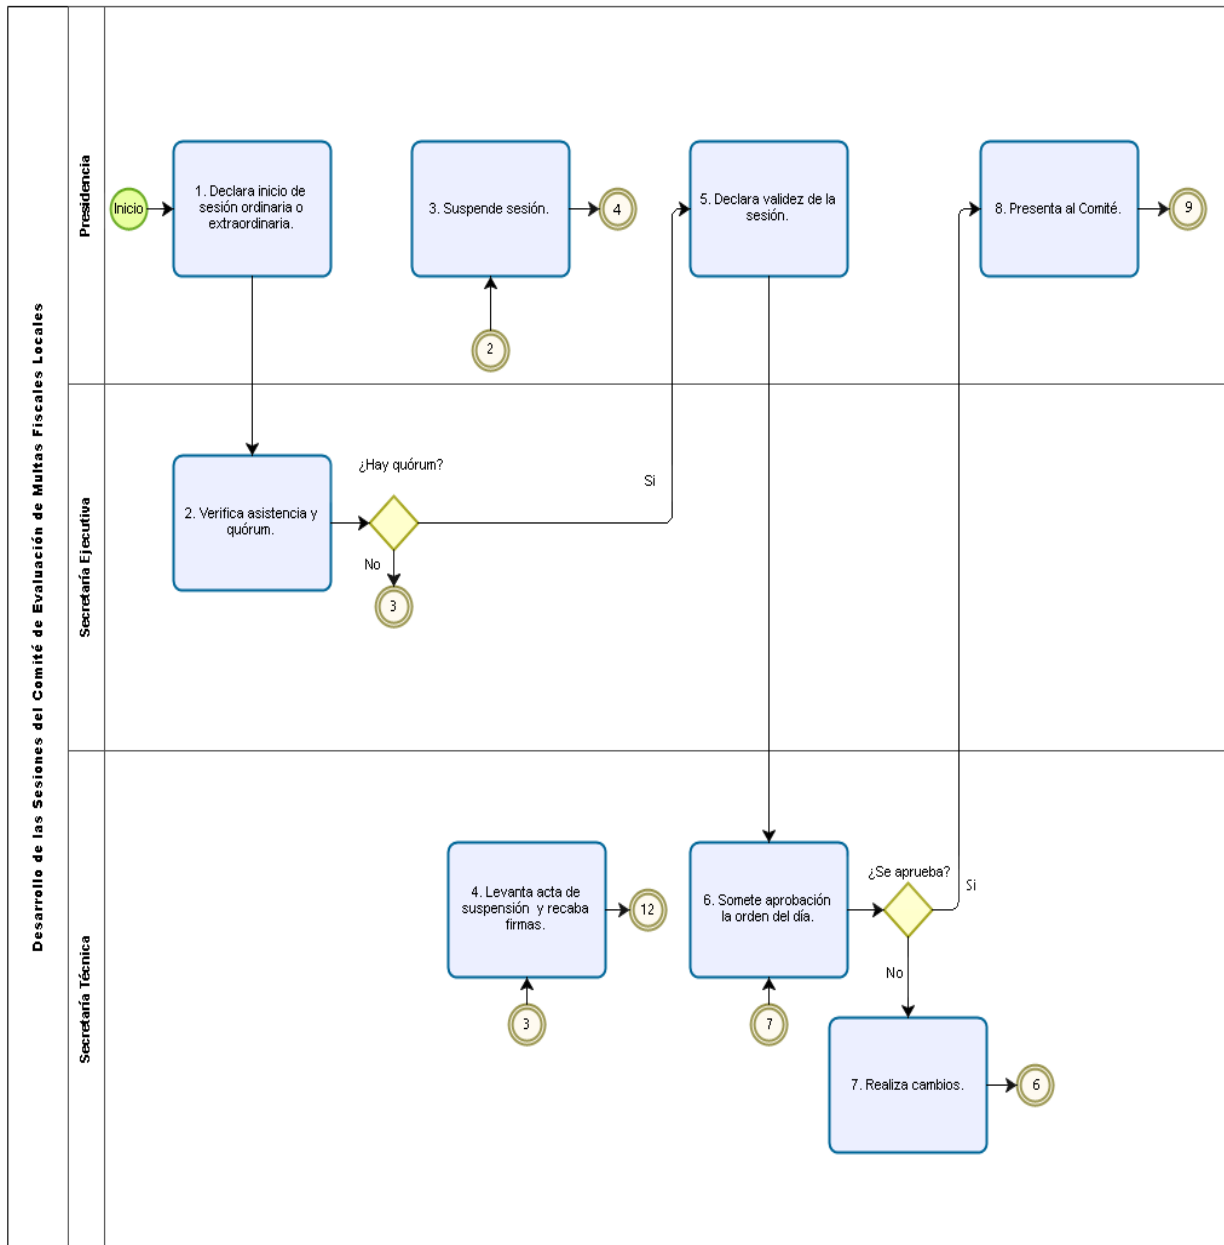 Desarrollo de las Sesiones del Comité de Evaluación de Multas Fiscales Locales
Presidencia
Inicio
1. Declara inicio de
sesión ordinaria o
extraordinaria.
3. Suspende sesión.
4
2
5. Declara validez de la
sesión.
8. Presenta al Comité.
9
Secretaría Ejecutiva
2. Verifica asistencia y
quórum.
¿Hay quórum?
Si
No
3
Secretaría Técnica
4. Levanta acta de
suspensión y recaba
firmas.
12
3
6. Somete aprobación
la orden del día.
7
¿Se aprueba?
Si
No
7. Realiza cambios.
6